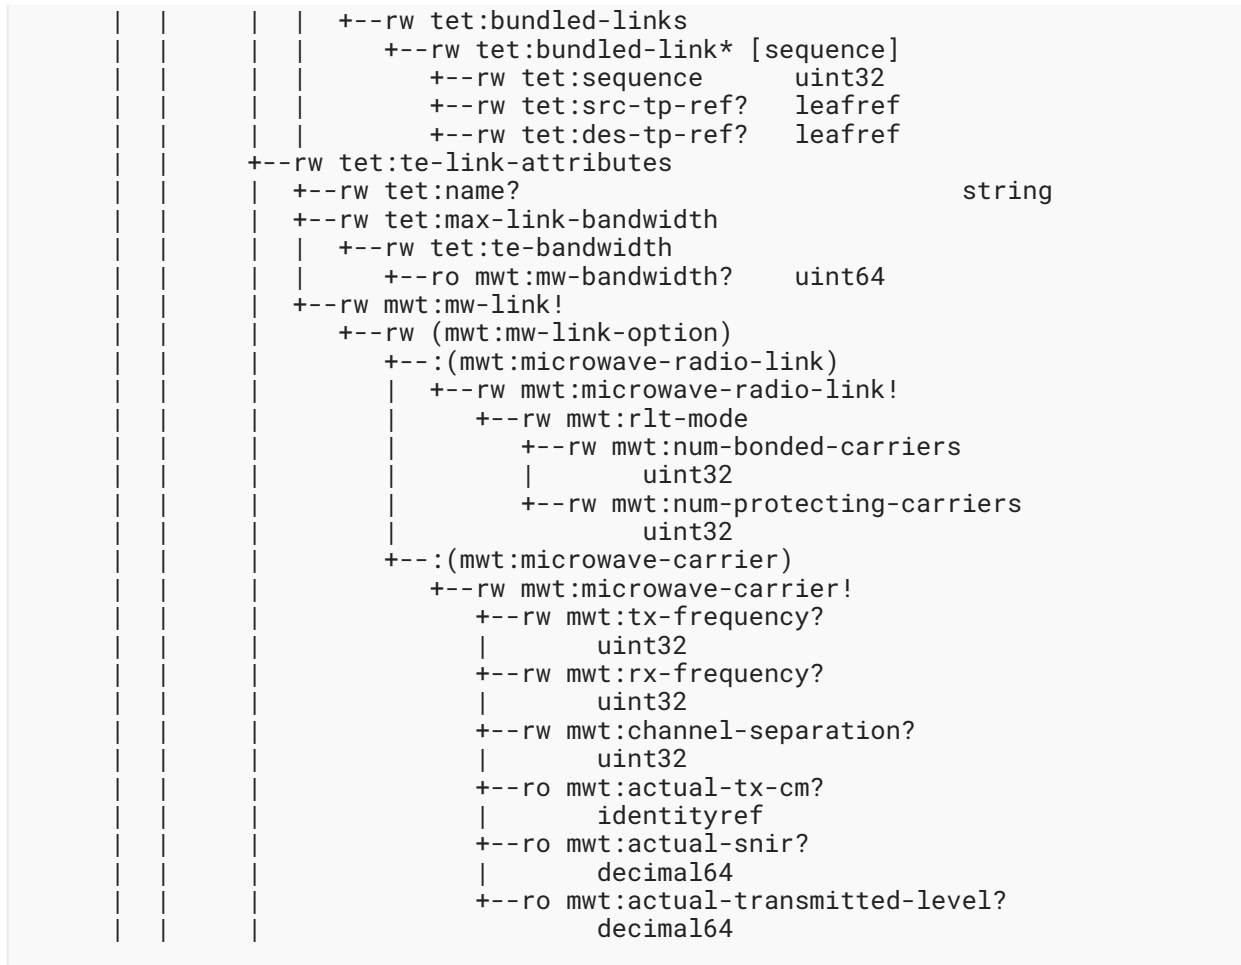 |  |     |  |  +--rw tet:bundled-links
|  |     |  |     +--rw tet:bundled-link* [sequence]
|  |     |  |        +--rw tet:sequence      uint32
|  |     |  |        +--rw tet:src-tp-ref?   leafref
|  |     |  |        +--rw tet:des-tp-ref?   leafref
|  |     +--rw tet:te-link-attributes
|  |     |  +--rw tet:name?                             string
|  |     |  +--rw tet:max-link-bandwidth
|  |     |  |  +--rw tet:te-bandwidth
|  |     |  |     +--ro mwt:mw-bandwidth?    uint64
|  |     |  +--rw mwt:mw-link!
|  |     |     +--rw (mwt:mw-link-option)
|  |     |        +--:(mwt:microwave-radio-link)
|  |     |        |  +--rw mwt:microwave-radio-link!
|  |     |        |     +--rw mwt:rlt-mode
|  |     |        |        +--rw mwt:num-bonded-carriers
|  |     |        |        |       uint32
|  |     |        |        +--rw mwt:num-protecting-carriers
|  |     |        |                uint32
|  |     |        +--:(mwt:microwave-carrier)
|  |     |           +--rw mwt:microwave-carrier!
|  |     |              +--rw mwt:tx-frequency?
|  |     |              |       uint32
|  |     |              +--rw mwt:rx-frequency?
|  |     |              |       uint32
|  |     |              +--rw mwt:channel-separation?
|  |     |              |       uint32
|  |     |              +--ro mwt:actual-tx-cm?
|  |     |              |       identityref
|  |     |              +--ro mwt:actual-snir?
|  |     |              |       decimal64
|  |     |              +--ro mwt:actual-transmitted-level?
|  |     |                      decimal64